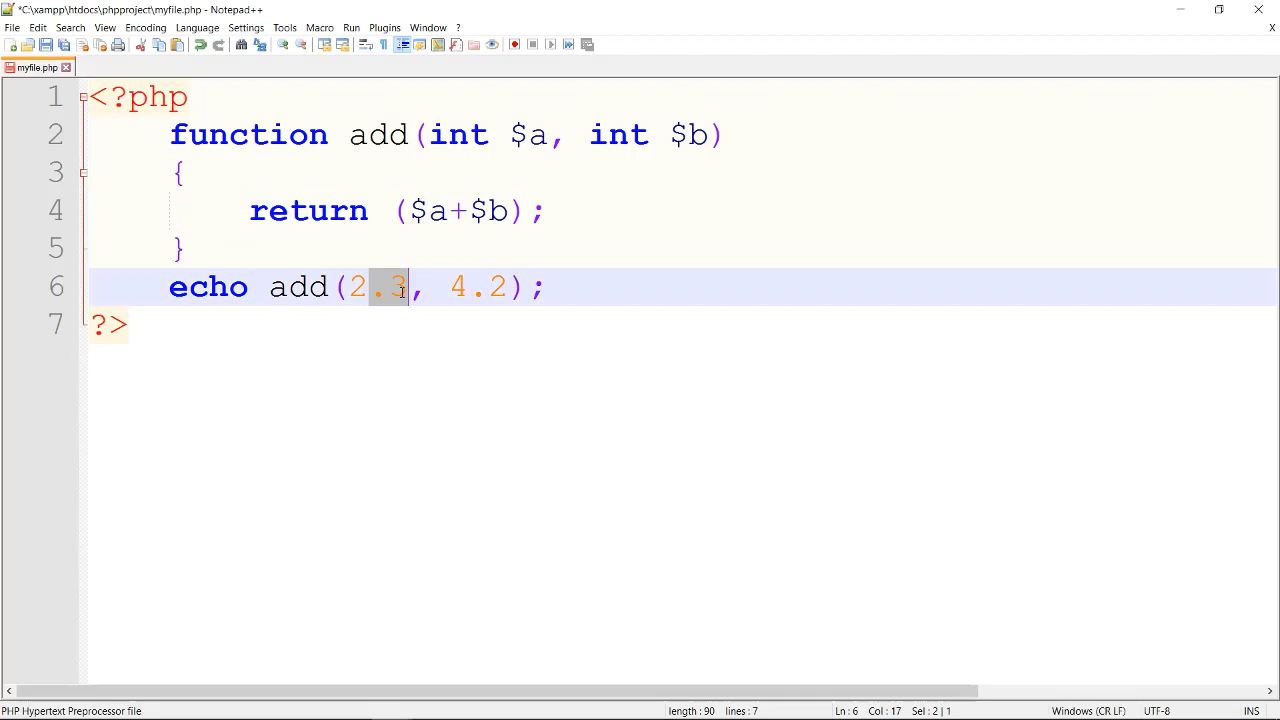 *C:\xampp\htdocs\phpproject\myfile.php - Notepad++
File Edit Search View Encoding Language Settings Tools Macro Run Plugins Window ? X
myfile.php
1 <?php
2 function add(int $a, int $b)
3 {
4 return ($a+$b);
5 }
6 echo add(2.3, 4.2);
7 ?>
PHP Hypertext Preprocessor file length : 90 lines : 7 Ln : 6 Col : 17 Sel : 2 | 1 Windows (CR LF) UTF-8 INS